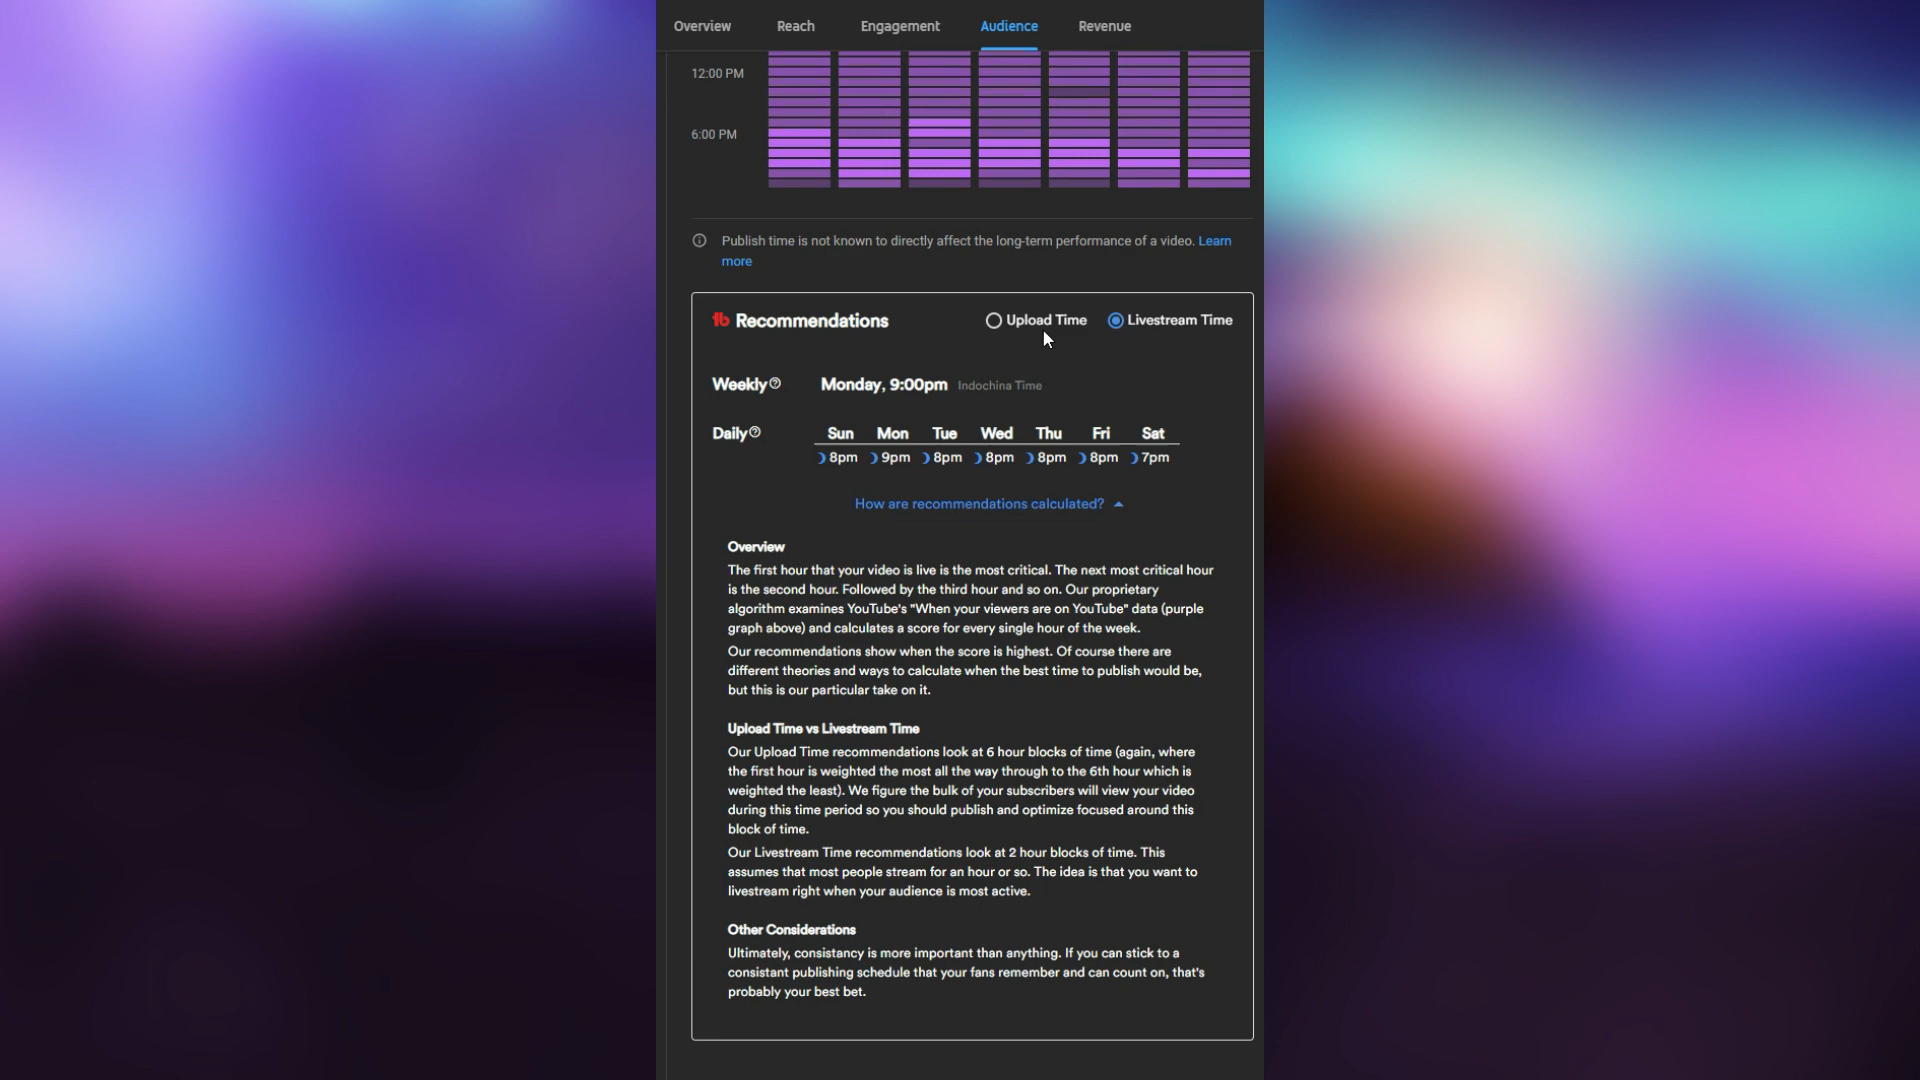 Overview Reach Engagement Audience Revenue
12:00 PM
6:00 PM
Publish time is not known to directly affect the long-term performance of a video. Learn
more
tb Recommendations Upload Time Livestream Time
Weekly Monday, 9:00pm Indochina Time
Daily Sun Mon Tue Wed Thu Fri Sat
8pm 9pm 8pm 8pm 8pm 8pm 7pm
How are recommendations calculated?
Overview
The first hour that your video is live is the most critical. The next most critical hour
is the second hour. Followed by the third hour and so on. Our proprietary
algorithm examines YouTube's "When your viewers are on YouTube" data (purple
graph above) and calculates a score for every single hour of the week.
Our recommendations show when the score is highest. Of course there are
different theories and ways to calculate when the best time to publish would be,
but this is our particular take on it.
Upload Time vs Livestream Time
Our Upload Time recommendations look at 6 hour blocks of time (again, where
the first hour is weighted the most all the way through to the 6th hour which is
weighted the least). We figure the bulk of your subscribers will view your video
during this time period so you should publish and optimize focused around this
block of time.
Our Livestream Time recommendations look at 2 hour blocks of time. This
assumes that most people stream for an hour or so. The idea is that you want to
livestream right when your audience is most active.
Other Considerations
Ultimately, consistancy is more important than anything. If you can stick to a
consistant publishing schedule that your fans remember and can count on, that's
probably your best bet.